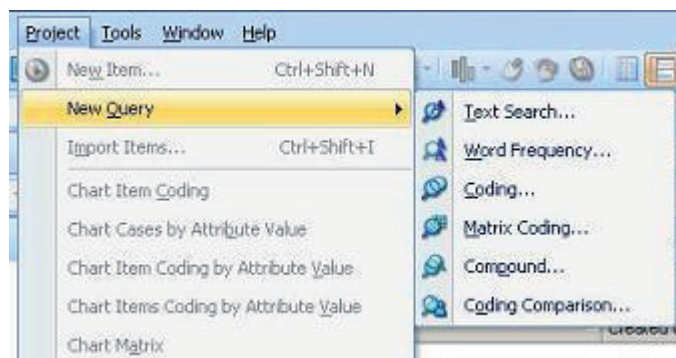 Project Tools Window Help
New Item... Ctrl+Shift+N
New Query
Import Items... Ctrl+Shift+I
Chart Item Coding
Chart Cases by Attribute Value
Chart Item Coding by Attribute Value
Chart Items Coding by Attribute Value
Chart Matrix
Text Search...
Word Frequency...
Coding...
Matrix Coding...
Compound...
Coding Comparison...
Created